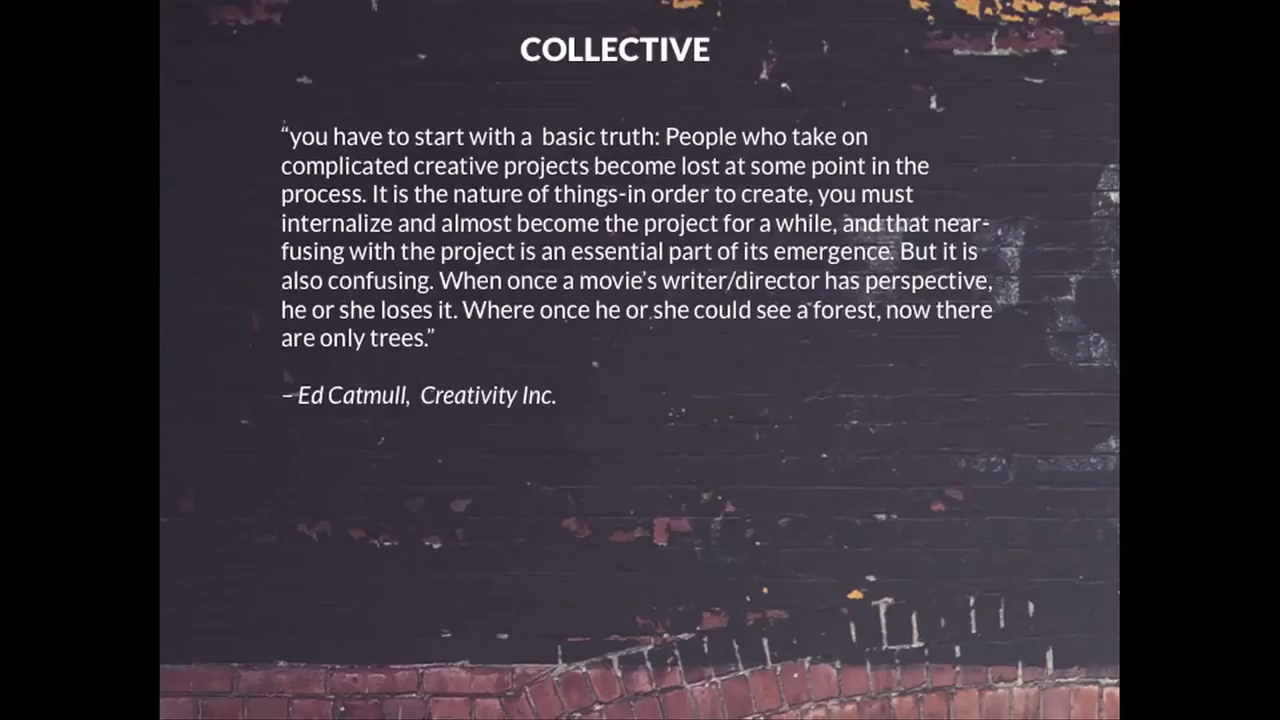 COLLECTIVE
“you have to start with a  basic truth: People who take on
complicated creative projects become lost at some point in the
process. It is the nature of things-in order to create, you must
internalize and almost become the project for a while, and that near-
fusing with the project is an essential part of its emergence. But it is
also confusing. When once a movie’s writer/director has perspective,
he or she loses it. Where once he or she could see a forest, now there
are only trees.”
– Ed Catmull,  Creativity Inc.